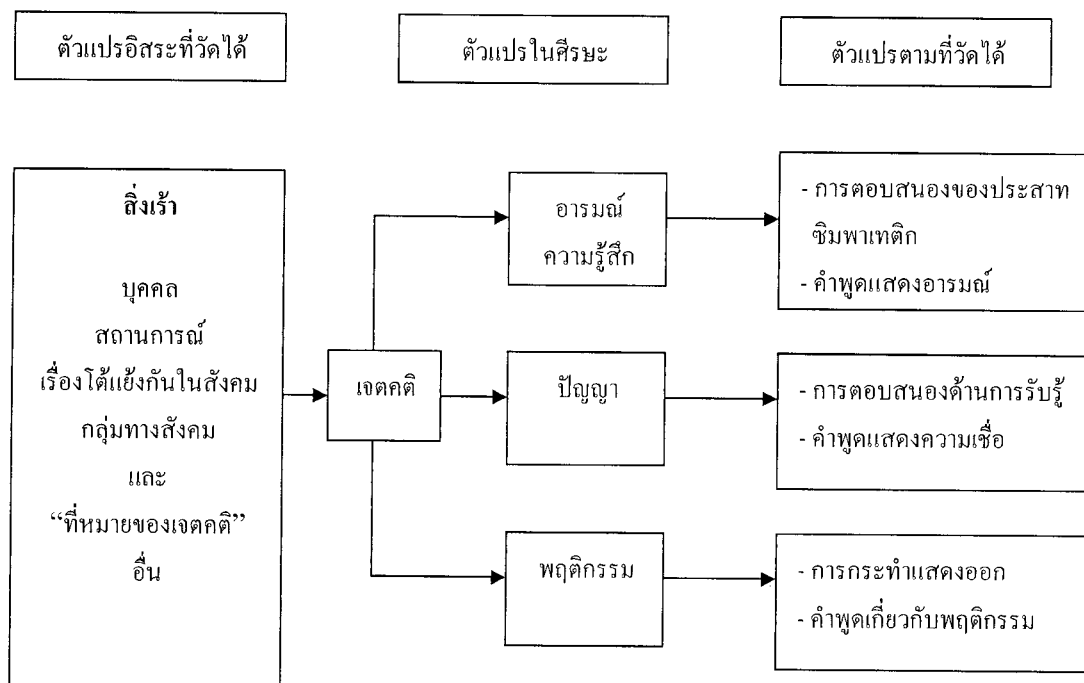 ตัวแปรอิสระที่วัดได้
ตัวแปรในศีรษะ
ตัวแปรตามที่วัดได้
สิ่งเร้า
บุคคล
สถานการณ์
เรื่องโต้แย้งกันในสังคม
กลุ่มทางสังคม
และ
“ที่หมายของเจตคติ”
อื่น
เจตคติ
อารมณ์
ความรู้สึก
- การตอบสนองของประสาท
ซิมพาเทติก
- คำพูดแสดงอารมณ์
ปัญญา
- การตอบสนองด้านการรับรู้
- คำพูดแสดงความเชื่อ
พฤติกรรม
- การกระทำแสดงออก
- คำพูดเกี่ยวกับพฤติกรรม